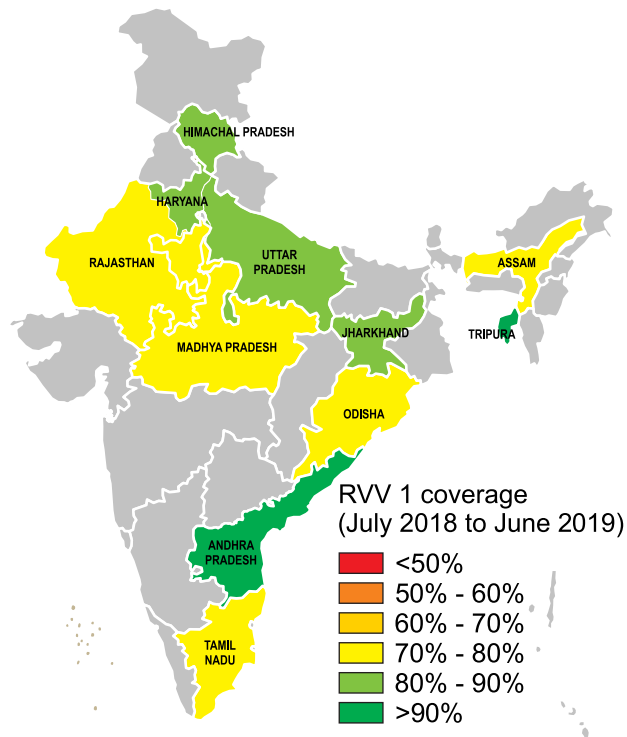 HIMACHAL PRADESH
HARYANA
RAJASTHAN
UTTAR
PRADESH
ASSAM
MADHYA PRADESH
JHARKHAND
TRIPURA
ODISHA
ANDHRA
PRADESH
TAMIL
NADU
RVV 1 coverage
(July 2018 to June 2019)
<50%
50% - 60%
60% - 70%
70% - 80%
80% - 90%
>90%